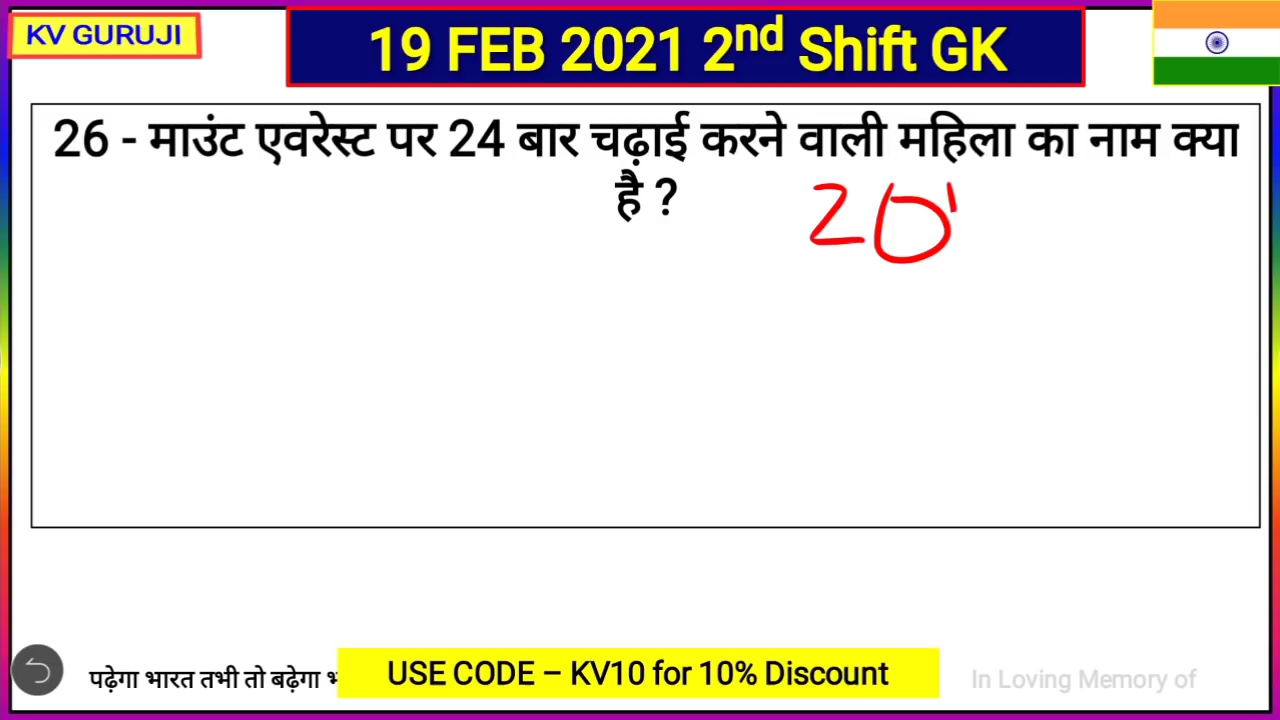 KV GURUJI
19 FEB 2021 2nd Shift GK
26 - माउंट एवरेस्ट पर 24 बार चढ़ाई करने वाली महिला का नाम क्या
है ?
20'
पढ़ेगा भारत तभी तो बढ़ेगा
USE CODE – KV10 for 10% Discount
In Loving Memory of